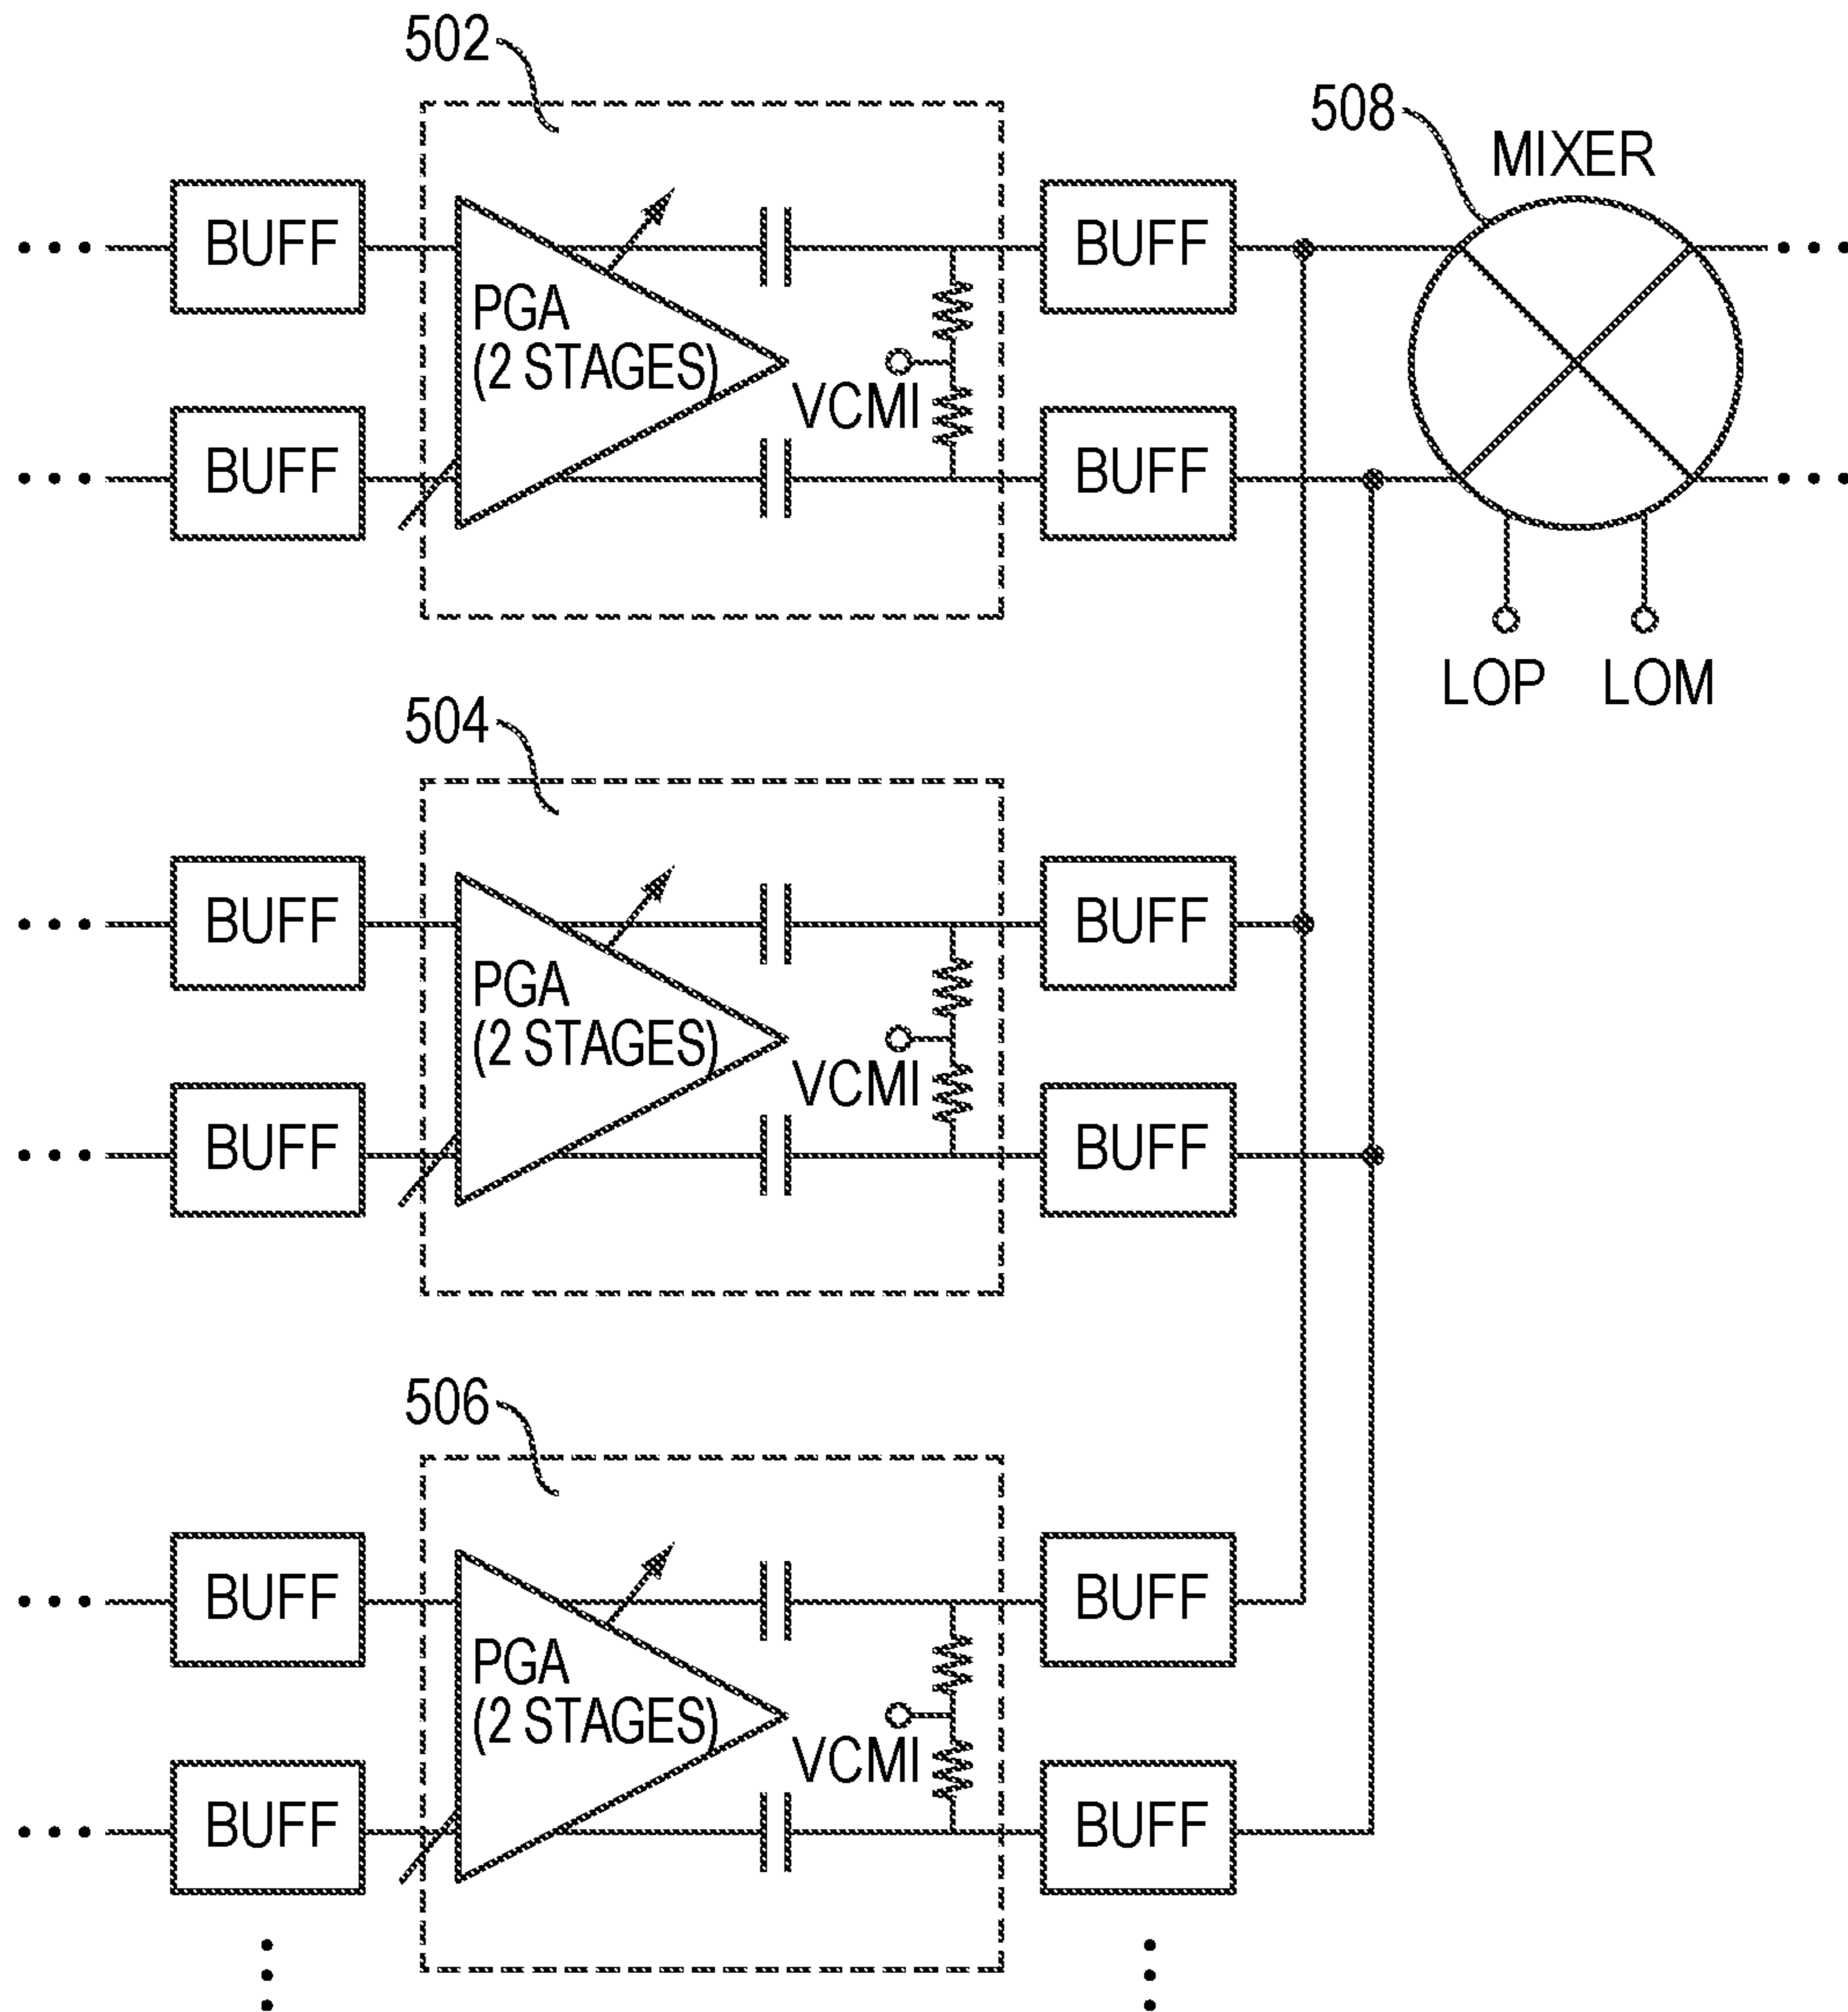 502
508
MIXER
BUFF
BUFF
PGA
(2 STAGES)
VCMI
BUFF
BUFF
LOP
LOM
504
BUFF
BUFF
PGA
(2 STAGES)
VCMI
BUFF
BUFF
506
BUFF
BUFF
PGA
(2 STAGES)
VCMI
BUFF
BUFF